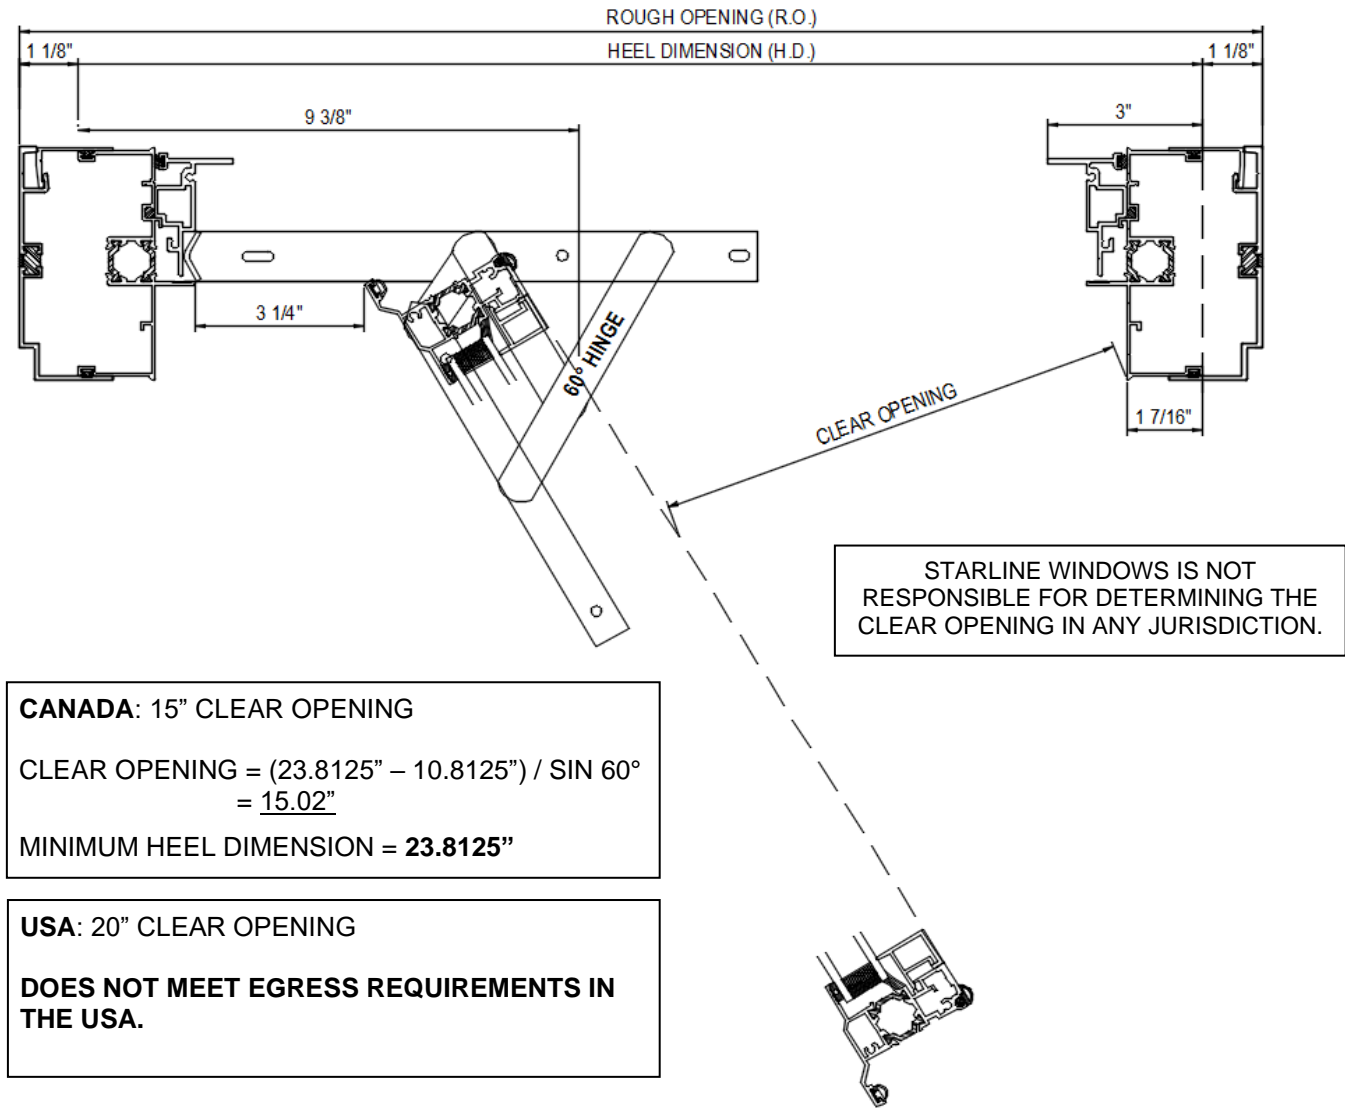 ROUGH OPENING (R.O.)
1 1/8"
HEEL DIMENSION (H.D.)
1 1/8"
9 3/8"
3"
3 1/4"
60° HINGE
CLEAR OPENING
1 7/16"
STARLINE WINDOWS IS NOT
RESPONSIBLE FOR DETERMINING THE
CLEAR OPENING IN ANY JURISDICTION.
CANADA: 15” CLEAR OPENING
CLEAR OPENING = (23.8125” – 10.8125”) / SIN 60°
= 15.02”
MINIMUM HEEL DIMENSION = 23.8125”
USA: 20” CLEAR OPENING
DOES NOT MEET EGRESS REQUIREMENTS IN
THE USA.